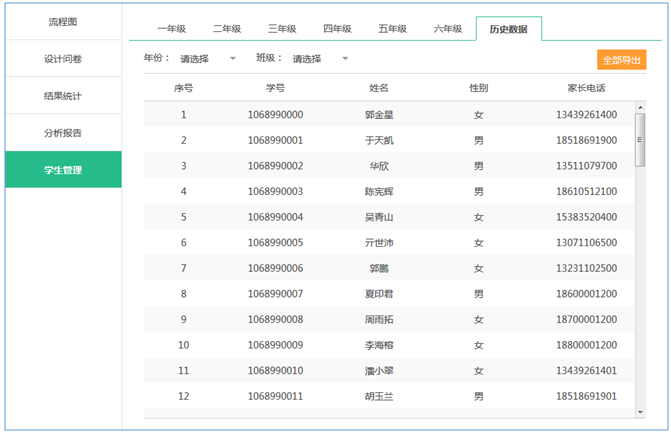 流程图
设计问卷
结果统计
分析报告
学生管理
一年级 二年级 三年级 四年级 五年级 六年级 历史数据
年份： 请选择 班级： 请选择 全部导出
序号 学号 姓名 性别 家长电话
1 1068990000 郭金星 女 13439261400
2 1068990001 于天凯 男 18518691900
3 1068990002 华欣 男 13511079700
4 1068990003 陈宪辉 男 18610512100
5 1068990004 吴青山 女 15383520400
6 1068990005 亓世沛 女 13071106500
7 1068990006 郭鹏 女 13231102500
8 1068990007 夏印君 男 18600001200
9 1068990008 周雨拓 女 18700001200
10 1068990009 李海榕 女 18800001200
11 1068990010 潘小翠 女 13439261401
12 1068990011 胡玉兰 男 18518691901